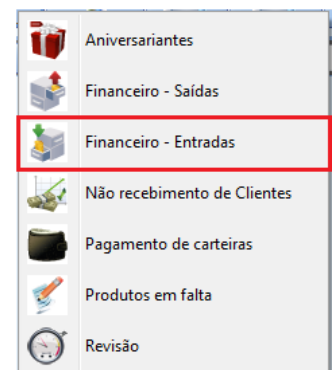 Aniversariantes
Financeiro - Saídas
Financeiro - Entradas
Não recebimento de Clientes
Pagamento de carteiras
Produtos em falta
Revisão